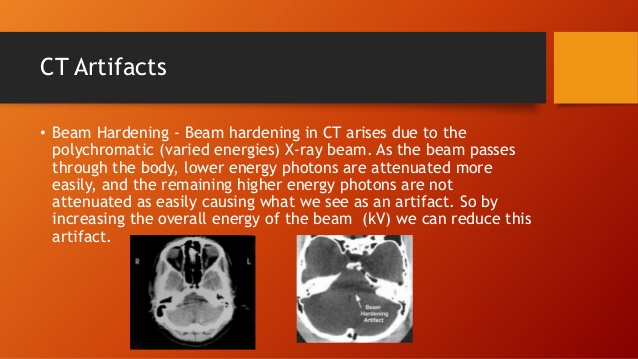 CT Artifacts
• Beam Hardening - Beam hardening in CT arises due to the
polychromatic (varied energies) X-ray beam. As the beam passes
through the body, lower energy photons are attenuated more
easily, and the remaining higher energy photons are not
attenuated as easily causing what we see as an artifact. So by
increasing the overall energy of the beam (kV) we can reduce this
artifact.
R L
Beam
Hardening
Artifact